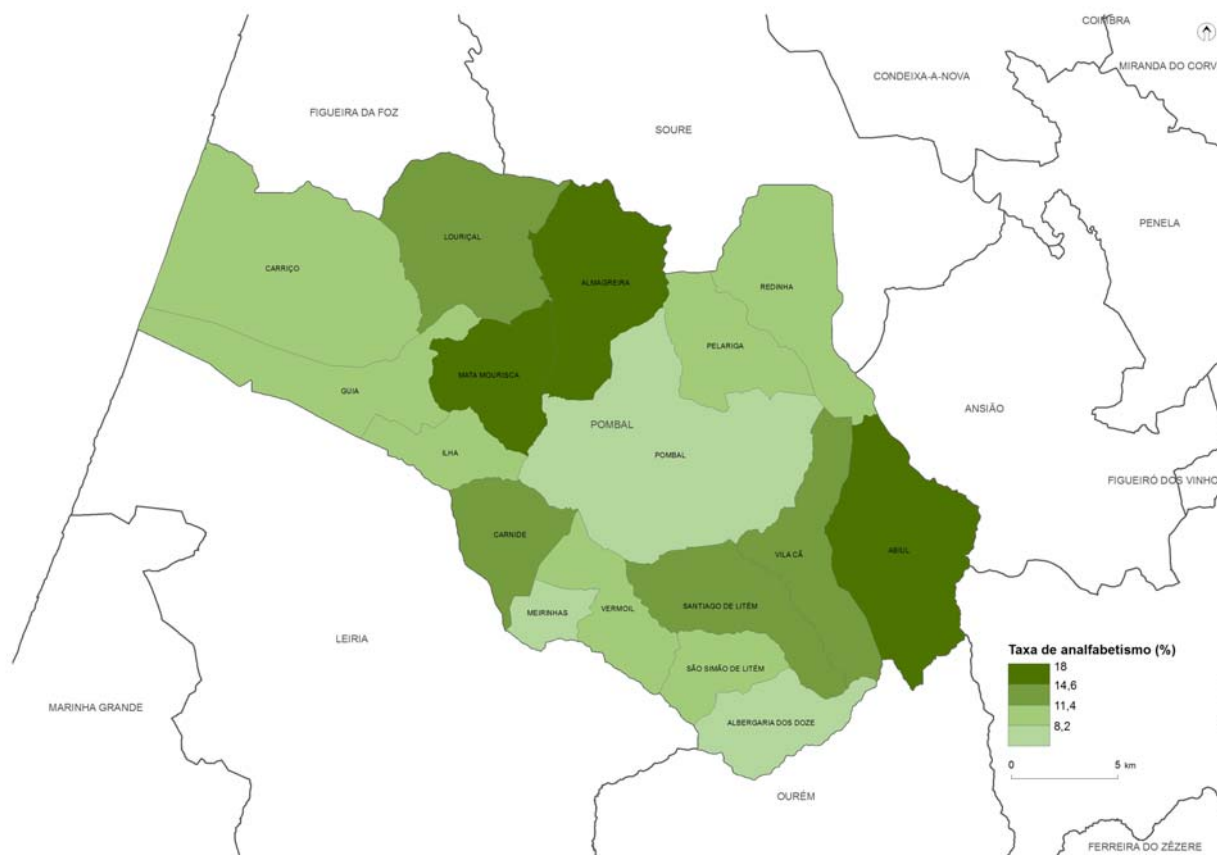 COIMBRA
MIRANDA DO CORV
CONDEIXA-A-NOVA
FIGUEIRA DA FOZ
SOURE
PENELA
LOURIÇAL
CARRIÇO
ALMAGREIRA
REDINHA
PELARIGA
MATA MOURISCA
GUIA
ANSIÃO
POMBAL
ILHA
POMBAL
FIGUEIRÓ DOS VINHO
CARNIDE
VILA CÃ
ABIUL
SANTIAGO DE LITÉM
MEIRINHAS
VERMOIL
LEIRIA
Taxa de analfabetismo (%)
18
14,6
11,4
8,2
SÃO SIMÃO DE LITÉM
MARINHA GRANDE
ALBERGARIA DOS DOZE
0 5 km
OURÉM
FERREIRA DO ZÊZERE